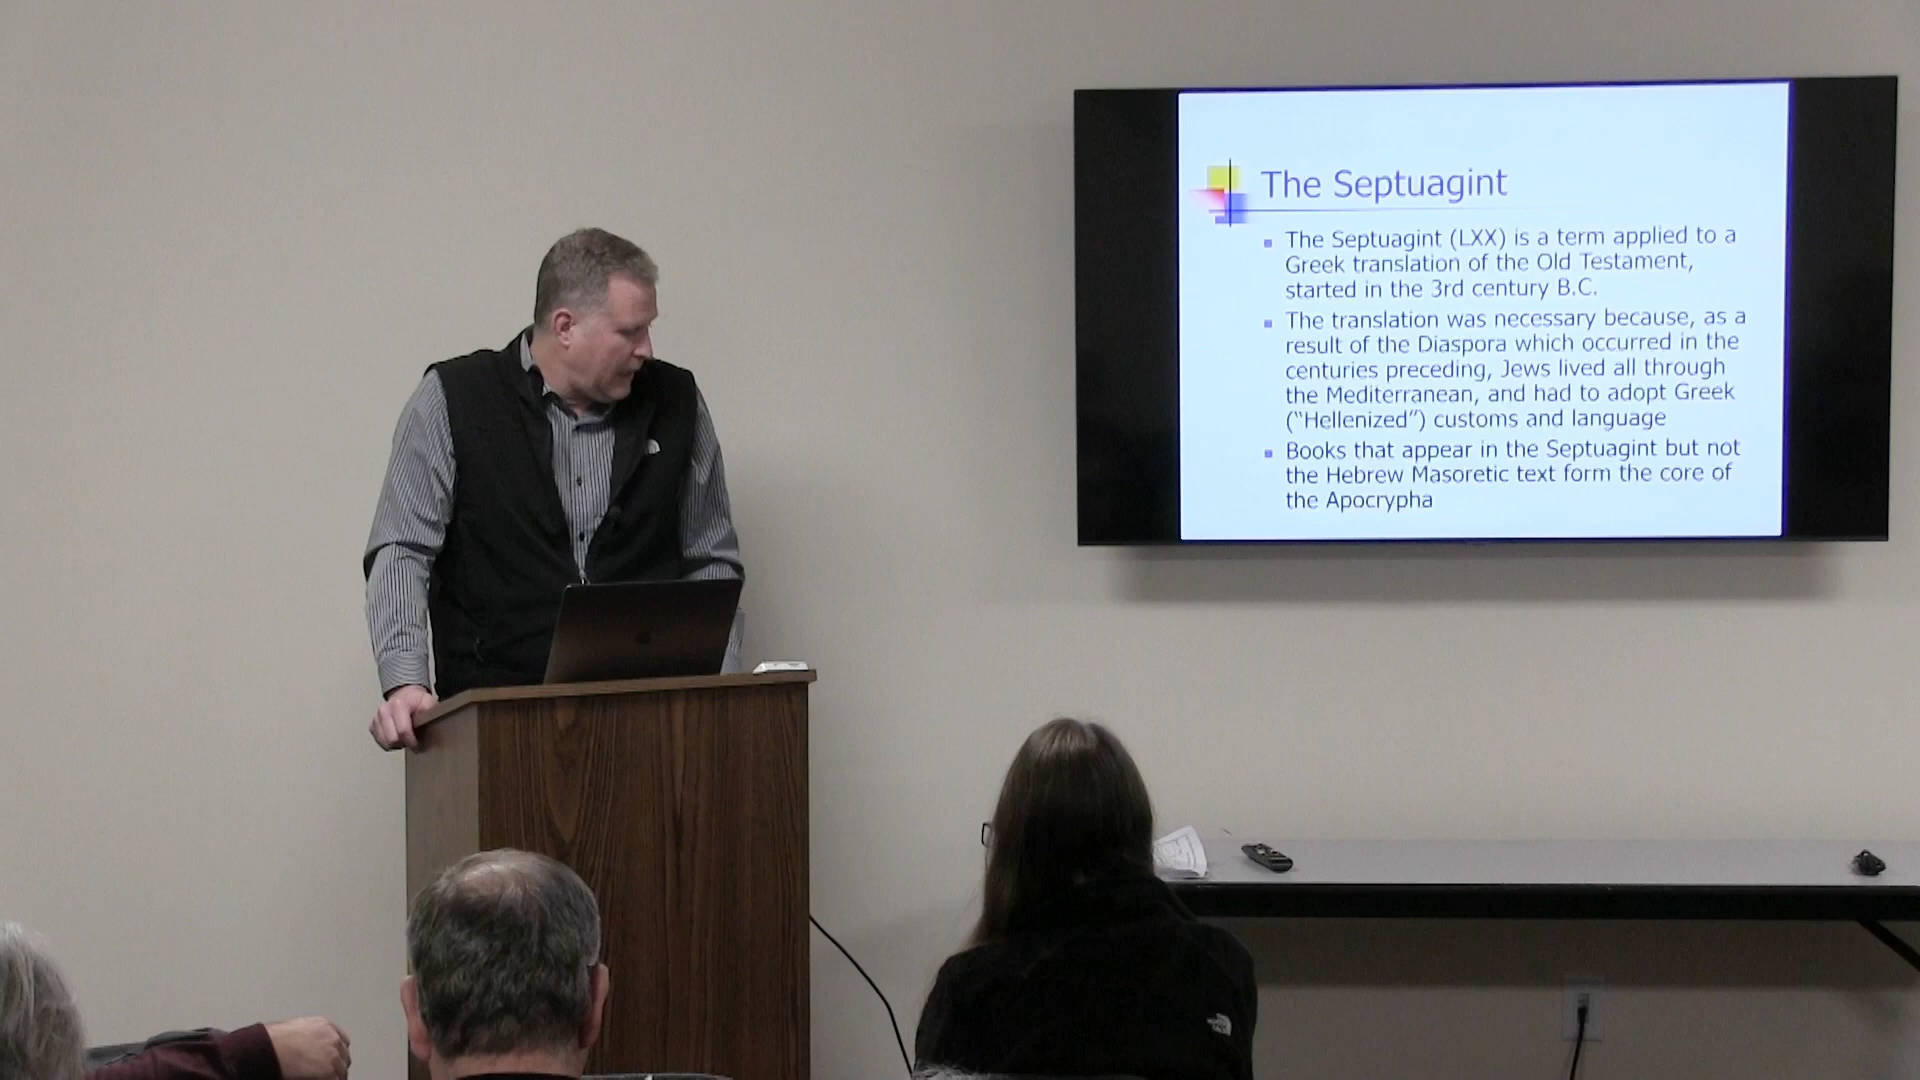 The Septuagint
The Septuagint (LXX) is a term applied to a
Greek translation of the Old Testament,
started in the 3rd century B.C.
The translation was necessary because, as a
result of the Diaspora which occurred in the
centuries preceding, Jews lived all through
the Mediterranean, and had to adopt Greek
(“Hellenized”) customs and language
Books that appear in the Septuagint but not
the Hebrew Masoretic text form the core of
the Apocrypha